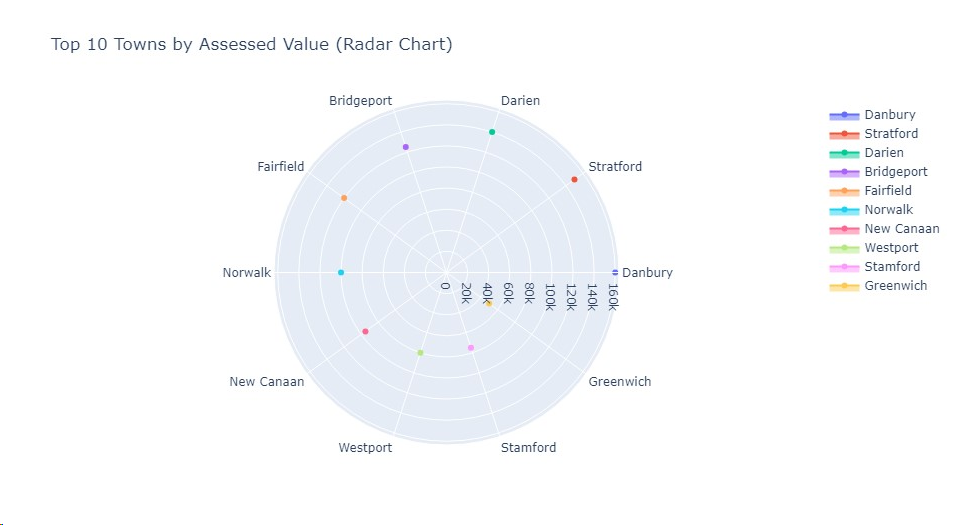 Top 10 Towns by Assessed Value (Radar Chart)
Bridgeport
Darien
Fairfield
Stratford
Norwalk
Danbury
0
20k
40k
60k
80k
100k
120k
140k
160k
New Canaan
Greenwich
Westport
Stamford
Danbury
Stratford
Darien
Bridgeport
Fairfield
Norwalk
New Canaan
Westport
Stamford
Greenwich